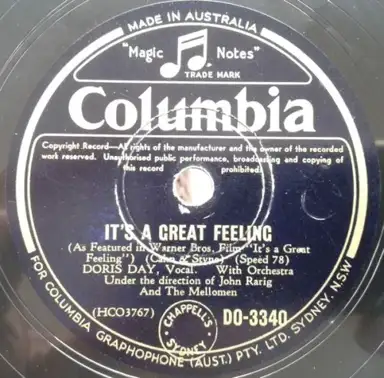 MADE IN AUSTRALIA
"Magic Notes"
TRADE MARK
Columbia
Copyright Record—All rights of the manufacturer and the owner of the recorded
work reserved. Unauthorised public performance, broadcasting and copying of
this record prohibited.
IT'S A GREAT FEELING
(As Featured in Warner Bros. Film "It's a Great
Feeling") (Cahn & Styne) (Speed 78)
DORIS DAY, Vocal. With Orchestra
Under the direction of John Rarig
And The Mellomen
(HCO3767)
CHAPPELL'S
SYDNEY
DO-3340
FOR COLUMBIA GRAPHOPHONE (AUST.) PTY. LTD. SYDNEY. N.S.W